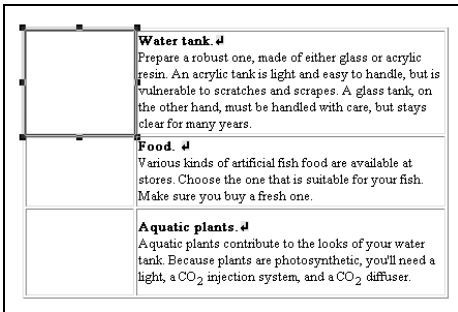 Water tank.↲
Prepare a robust one, made of either glass or acrylic
resin. An acrylic tank is light and easy to handle, but is
vulnerable to scratches and scrapes. A glass tank, on
the other hand, must be handled with care, but stays
clear for many years.
Food. ↲
Various kinds of artificial fish food are available at
stores. Choose the one that is suitable for your fish.
Make sure you buy a fresh one.
Aquatic plants.↲
Aquatic plants contribute to the looks of your water
tank. Because plants are photosynthetic, you'll need a
light, a CO₂ injection system, and a CO₂ diffuser.